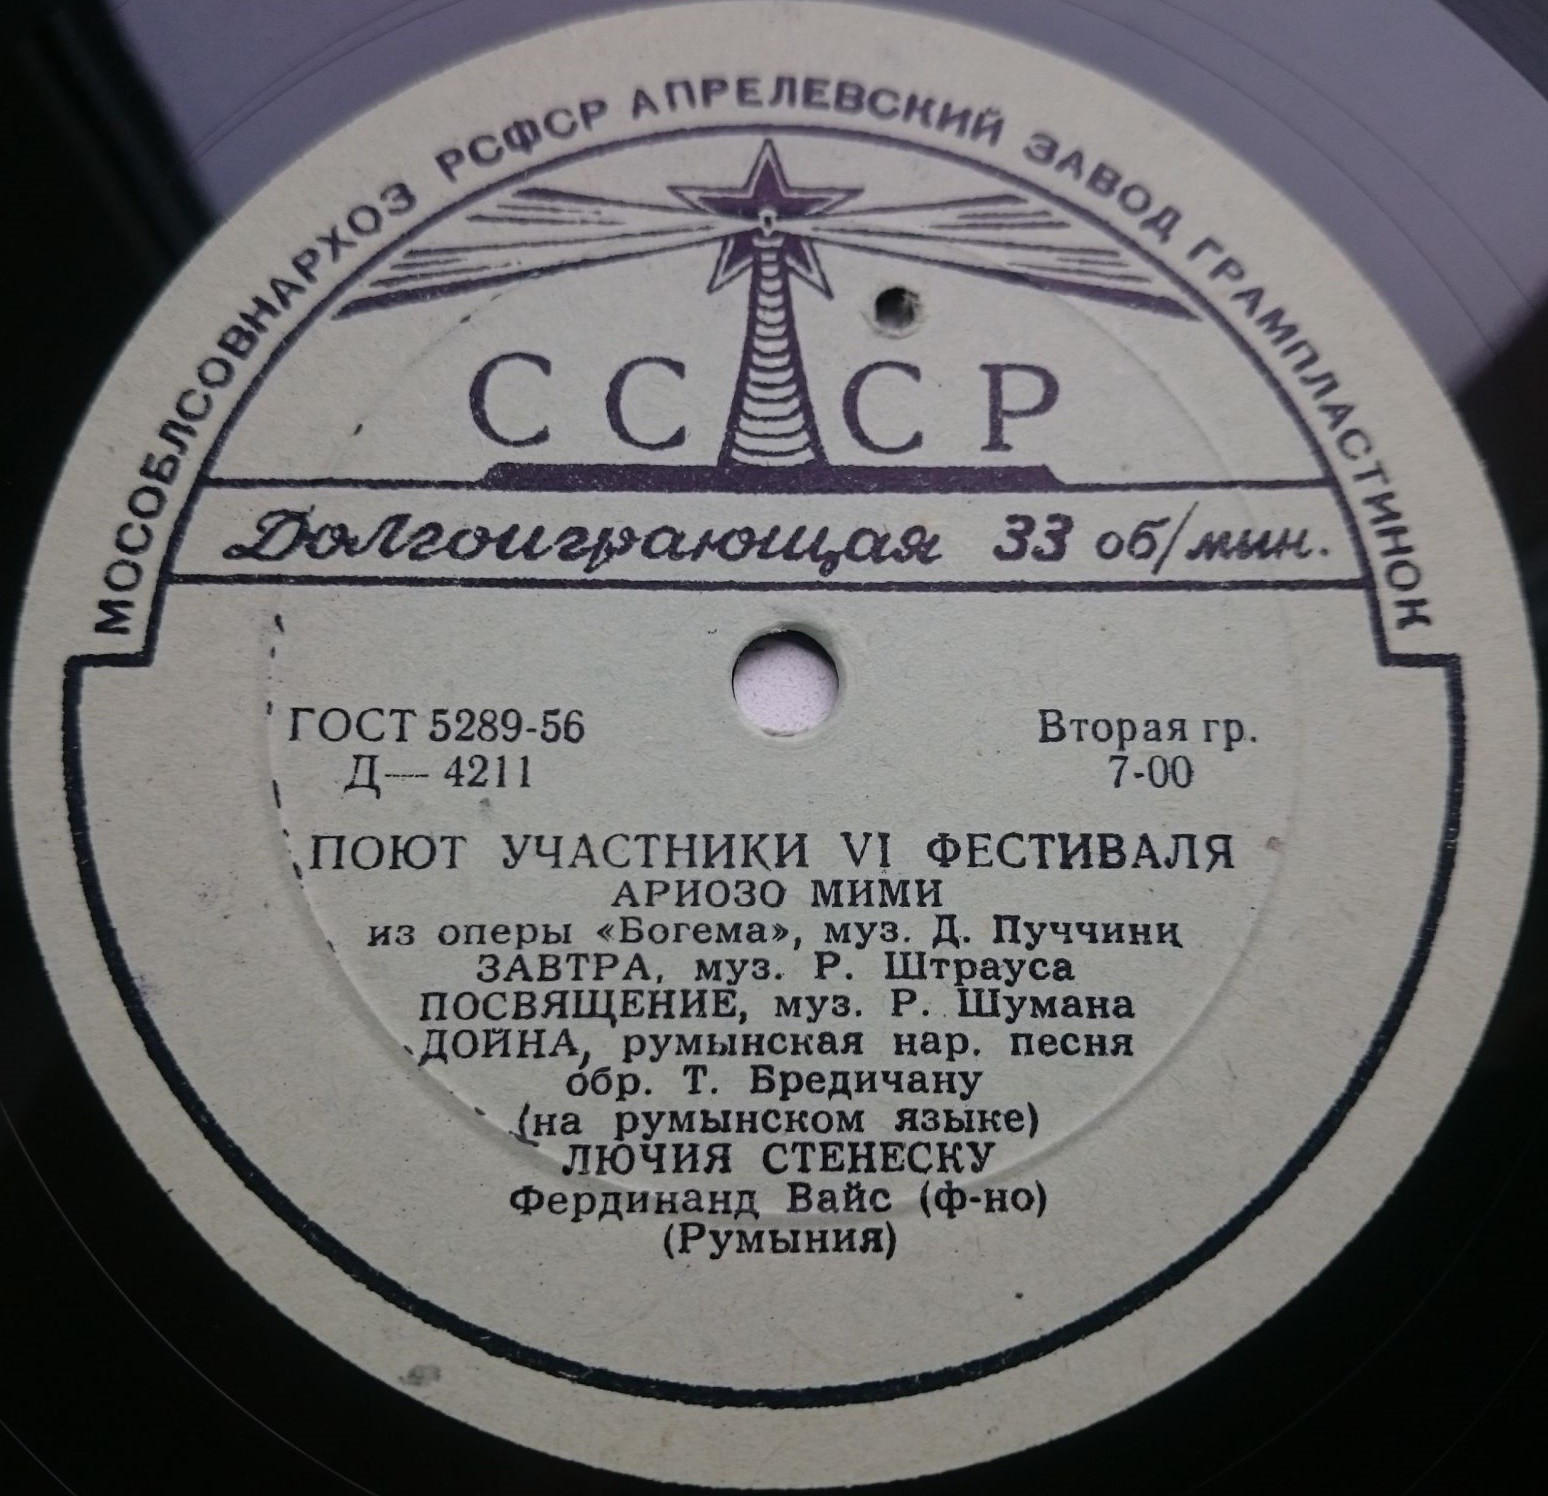 МОСОБЛСОВНАРХОЗ РСФСР АПРЕЛЕВСКИЙ ЗАВОД ГРАМПЛАСТИНОК
СССР
Долгоиграющая 33 об/мин.
ГОСТ 5289-56 Вторая гр.
Д— 4211 7-00
ПОЮТ УЧАСТНИКИ VI ФЕСТИВАЛЯ
АРИОЗО МИМИ
из оперы «Богема», муз. Д. Пуччини
ЗАВТРА, муз. Р. Штрауса
ПОСВЯЩЕНИЕ, муз. Р. Шумана
ДОЙНА, румынская нар. песня
обр. Т. Бредичану
(на румынском языке)
ЛЮЧИЯ СТЕНЕСКУ
Фердинанд Вайс (ф-но)
(Румыния)